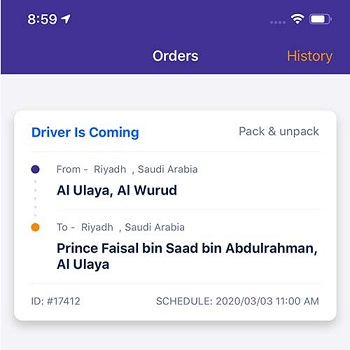 8:59
Orders
History
Driver Is Coming
Pack & unpack
From - Riyadh , Saudi Arabia
Al Ulaya, Al Wurud
To - Riyadh , Saudi Arabia
Prince Faisal bin Saad bin Abdulrahman,
Al Ulaya
ID: #17412
SCHEDULE: 2020/03/03 11:00 AM